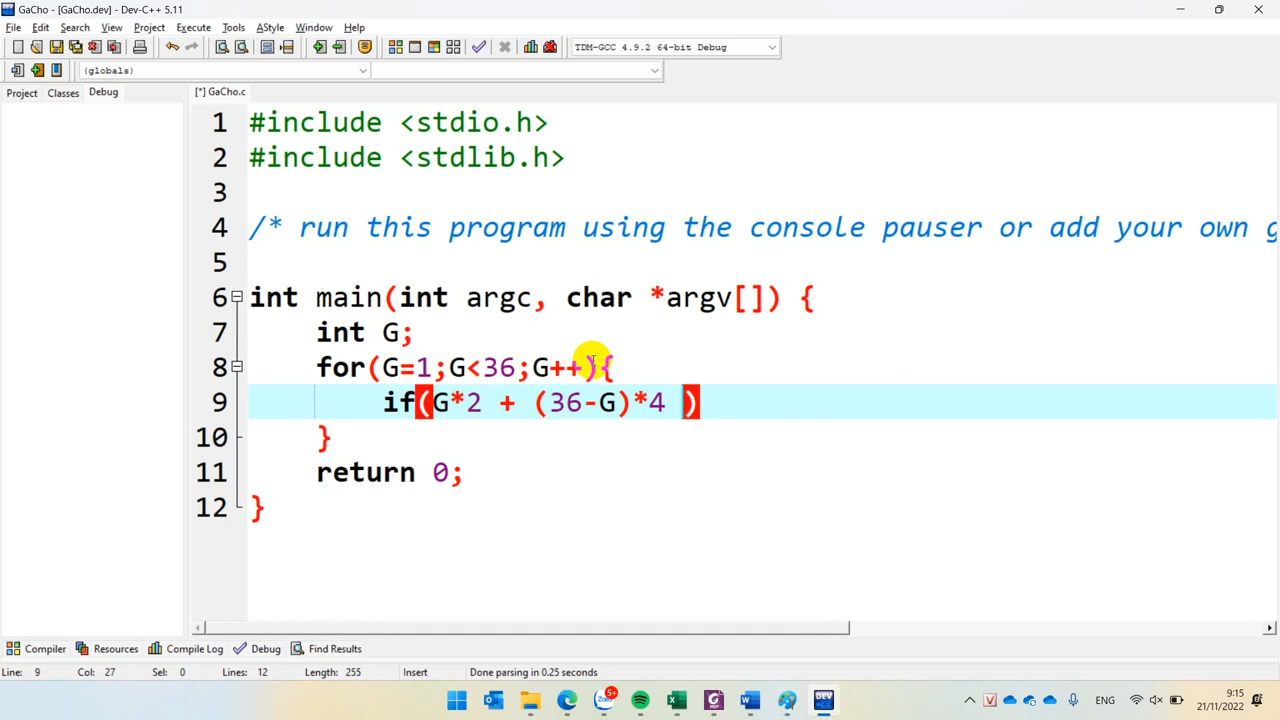 GaCho - [GaCho.dev] - Dev-C++ 5.11
File Edit Search View Project Execute Tools AStyle Window Help
TDM-GCC 4.9.2 64-bit Debug
(globals)
Project Classes Debug
[*] GaCho.c
1 #include <stdio.h>
2 #include <stdlib.h>
3
4 /* run this program using the console pauser or add your own g
5
6 int main(int argc, char *argv[]) {
7 int G;
8 for(G=1;G<36;G++){
9 if(G*2 + (36-G)*4 )
10 }
11 return 0;
12 }
Compiler Resources Compile Log Debug Find Results
Line: 9 Col: 27 Sel: 0 Lines: 12 Length: 255 Insert Done parsing in 0.25 seconds
Zalo 5+ DEV ENG 9:15
21/11/2022